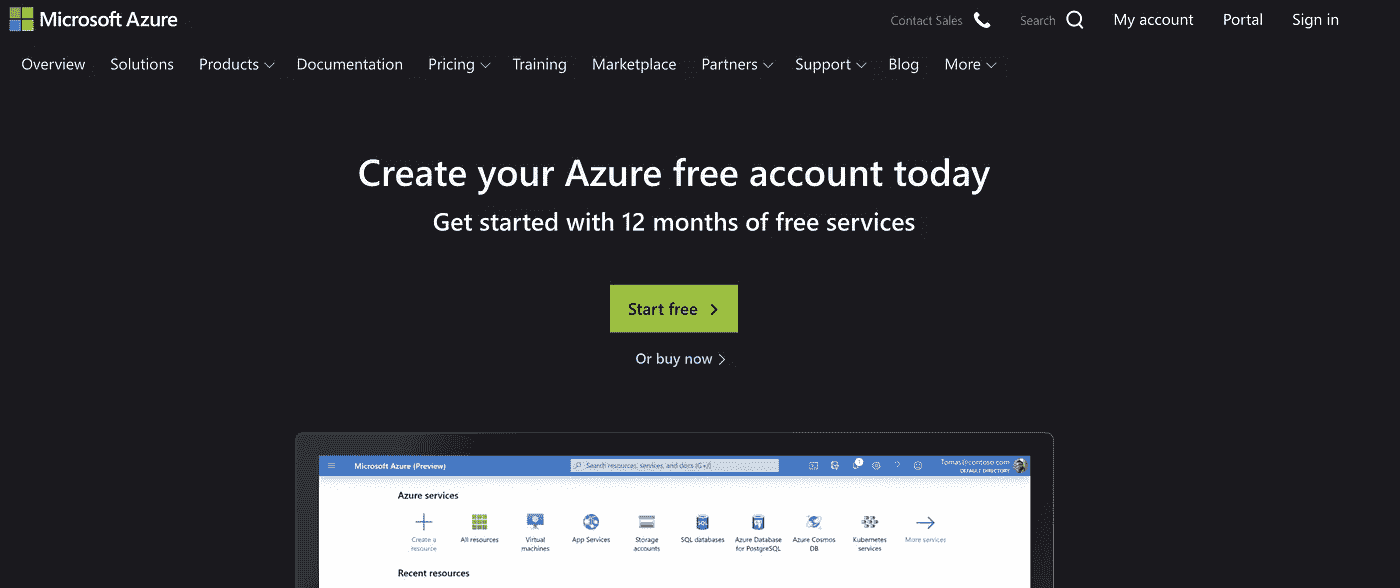 Microsoft Azure
Contact Sales Search My account Portal Sign in
Overview Solutions Products Documentation Pricing Training Marketplace Partners Support Blog More
Create your Azure free account today
Get started with 12 months of free services
Start free
Or buy now
Microsoft Azure (Preview) Search resources, services, and docs (G+/) 1 Tomas@contoso.com
DEFAULT DIRECTORY
Azure services
Create a resource
All resources
Virtual machines
App Services
Storage accounts
SQL databases
Azure Database for PostgreSQL
Azure Cosmos DB
Kubernetes services
More services
Recent resources